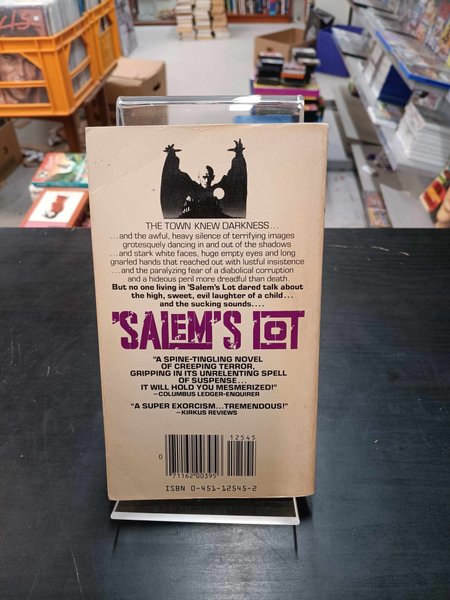 THE TOWN KNEW DARKNESS...
...and the awful, heavy silence of terrifying images
grotesquely dancing in and out of the shadows
...and stark white faces, huge empty eyes and long
gnarled hands that reached out with lustful insistence
...and the paralyzing fear of a diabolical corruption
and a hideous peril more dreadful than death.
But no one living in 'Salem's Lot dared talk about
the high, sweet, evil laughter of a child...
and the sucking sounds....
'SALEM'S LOT
"A SPINE-TINGLING NOVEL
OF CREEPING TERROR,
GRIPPING IN ITS UNRELENTING SPELL
OF SUSPENSE...
IT WILL HOLD YOU MESMERIZED!"
—COLUMBUS LEDGER-ENQUIRER
"A SUPER EXORCISM...TREMENDOUS!"
—KIRKUS REVIEWS
12545
0
71162 00395
ISBN 0-451-12545-2